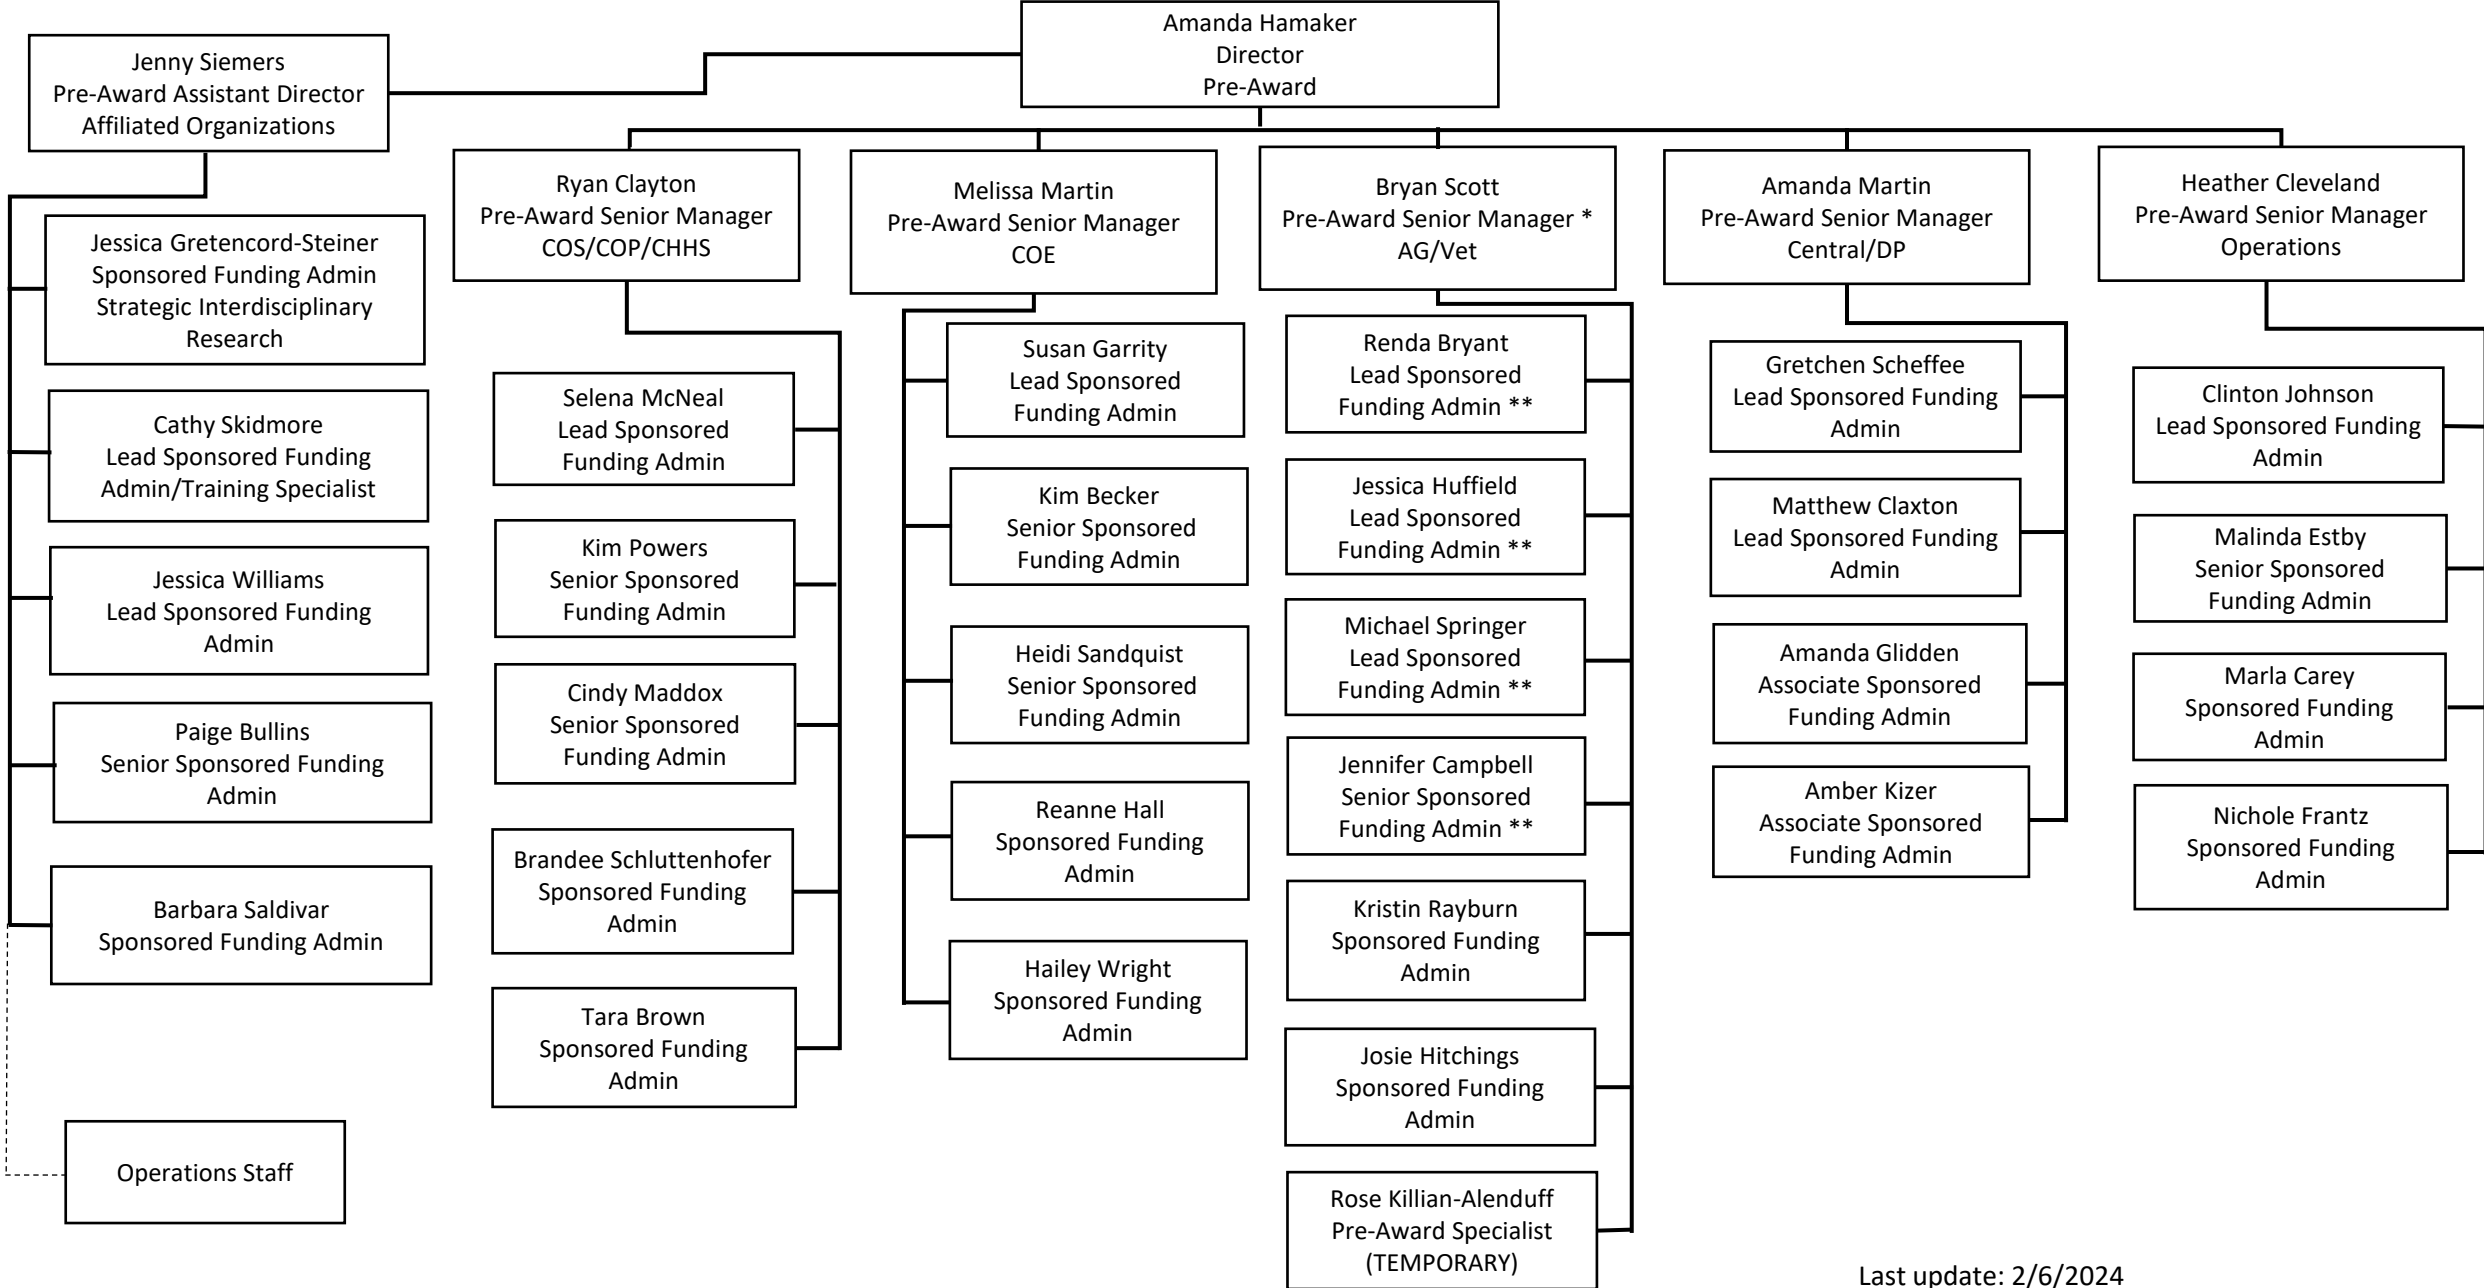 Amanda Hamaker
Director
Pre-Award
Jenny Siemers
Pre-Award Assistant Director
Affiliated Organizations
Jessica Gretencord-Steiner
Sponsored Funding Admin
Strategic Interdisciplinary
Research
Cathy Skidmore
Lead Sponsored Funding
Admin/Training Specialist
Jessica Williams
Lead Sponsored Funding
Admin
Paige Bullins
Senior Sponsored Funding
Admin
Barbara Saldivar
Sponsored Funding Admin
Operations Staff
Ryan Clayton
Pre-Award Senior Manager
COS/COP/CHHS
Selena McNeal
Lead Sponsored
Funding Admin
Kim Powers
Senior Sponsored
Funding Admin
Cindy Maddox
Senior Sponsored
Funding Admin
Brandee Schluttenhofer
Sponsored Funding
Admin
Tara Brown
Sponsored Funding
Admin
Melissa Martin
Pre-Award Senior Manager
COE
Susan Garrity
Lead Sponsored
Funding Admin
Kim Becker
Senior Sponsored
Funding Admin
Heidi Sandquist
Senior Sponsored
Funding Admin
Reanne Hall
Sponsored Funding
Admin
Hailey Wright
Sponsored Funding
Admin
Bryan Scott
Pre-Award Senior Manager *
AG/Vet
Renda Bryant
Lead Sponsored
Funding Admin **
Jessica Huffield
Lead Sponsored
Funding Admin **
Michael Springer
Lead Sponsored
Funding Admin **
Jennifer Campbell
Senior Sponsored
Funding Admin **
Kristin Rayburn
Sponsored Funding
Admin
Josie Hitchings
Sponsored Funding
Admin
Rose Killian-Alenduff
Pre-Award Specialist
(TEMPORARY)
Amanda Martin
Pre-Award Senior Manager
Central/DP
Gretchen Scheffee
Lead Sponsored Funding
Admin
Matthew Claxton
Lead Sponsored Funding
Admin
Amanda Glidden
Associate Sponsored
Funding Admin
Amber Kizer
Associate Sponsored
Funding Admin
Heather Cleveland
Pre-Award Senior Manager
Operations
Clinton Johnson
Lead Sponsored Funding
Admin
Malinda Estby
Senior Sponsored
Funding Admin
Marla Carey
Sponsored Funding
Admin
Nichole Frantz
Sponsored Funding
Admin
Last update: 2/6/2024